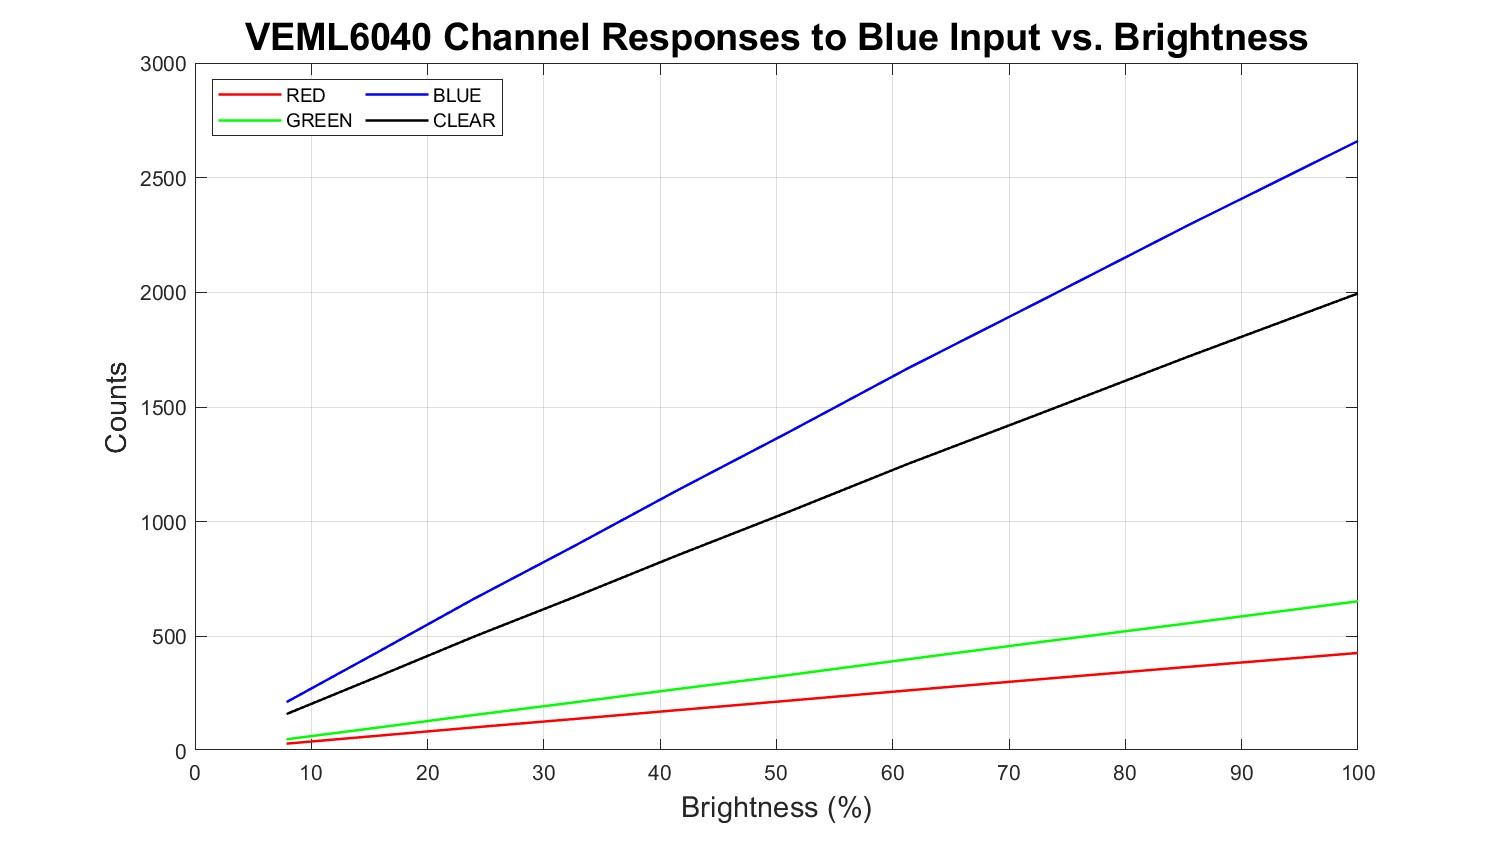 VEML6040 Channel Responses to Blue Input vs. Brightness
3000
RED BLUE
GREEN CLEAR
2500
2000
1500
1000
500
0
Counts
0 10 20 30 40 50 60 70 80 90 100
Brightness (%)